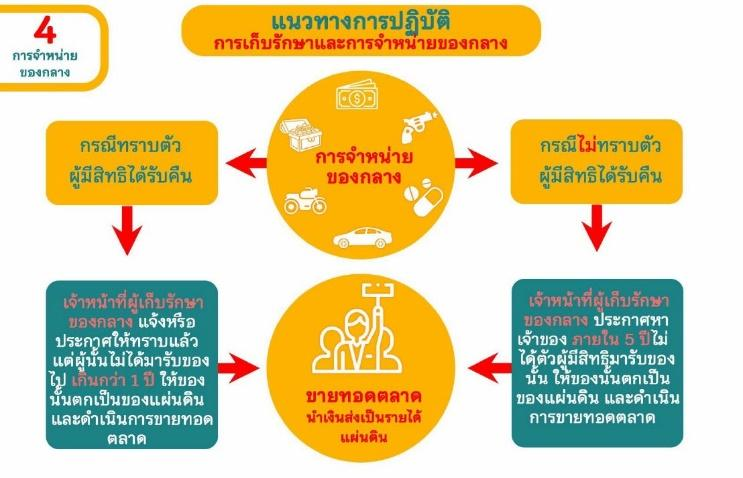 4
การจำหน่าย
ของกลาง
แนวทางการปฏิบัติ
การเก็บรักษาและการจำหน่ายของกลาง
กรณีทราบตัว
ผู้มีสิทธิได้รับคืน
การจำหน่าย
ของกลาง
กรณีไม่ทราบตัว
ผู้มีสิทธิได้รับคืน
เจ้าหน้าที่ผู้เก็บรักษา
ของกลาง แจ้งหรือ
ประกาศให้ทราบแล้ว
แต่ผู้นั้นไม่ได้มารับของ
ไป เกินกว่า 1 ปี ให้ของ
นั้นตกเป็นของแผ่นดิน
และดำเนินการขายทอด
ตลาด
ขายทอดตลาด
นำเงินส่งเป็นรายได้
แผ่นดิน
เจ้าหน้าที่ผู้เก็บรักษา
ของกลาง ประกาศหา
เจ้าของ ภายใน 5 ปีไม่
ได้ตัวผู้มีสิทธิมารับของ
นั้น ให้ของนั้นตกเป็น
ของแผ่นดิน และดำเนิน
การขายทอดตลาด